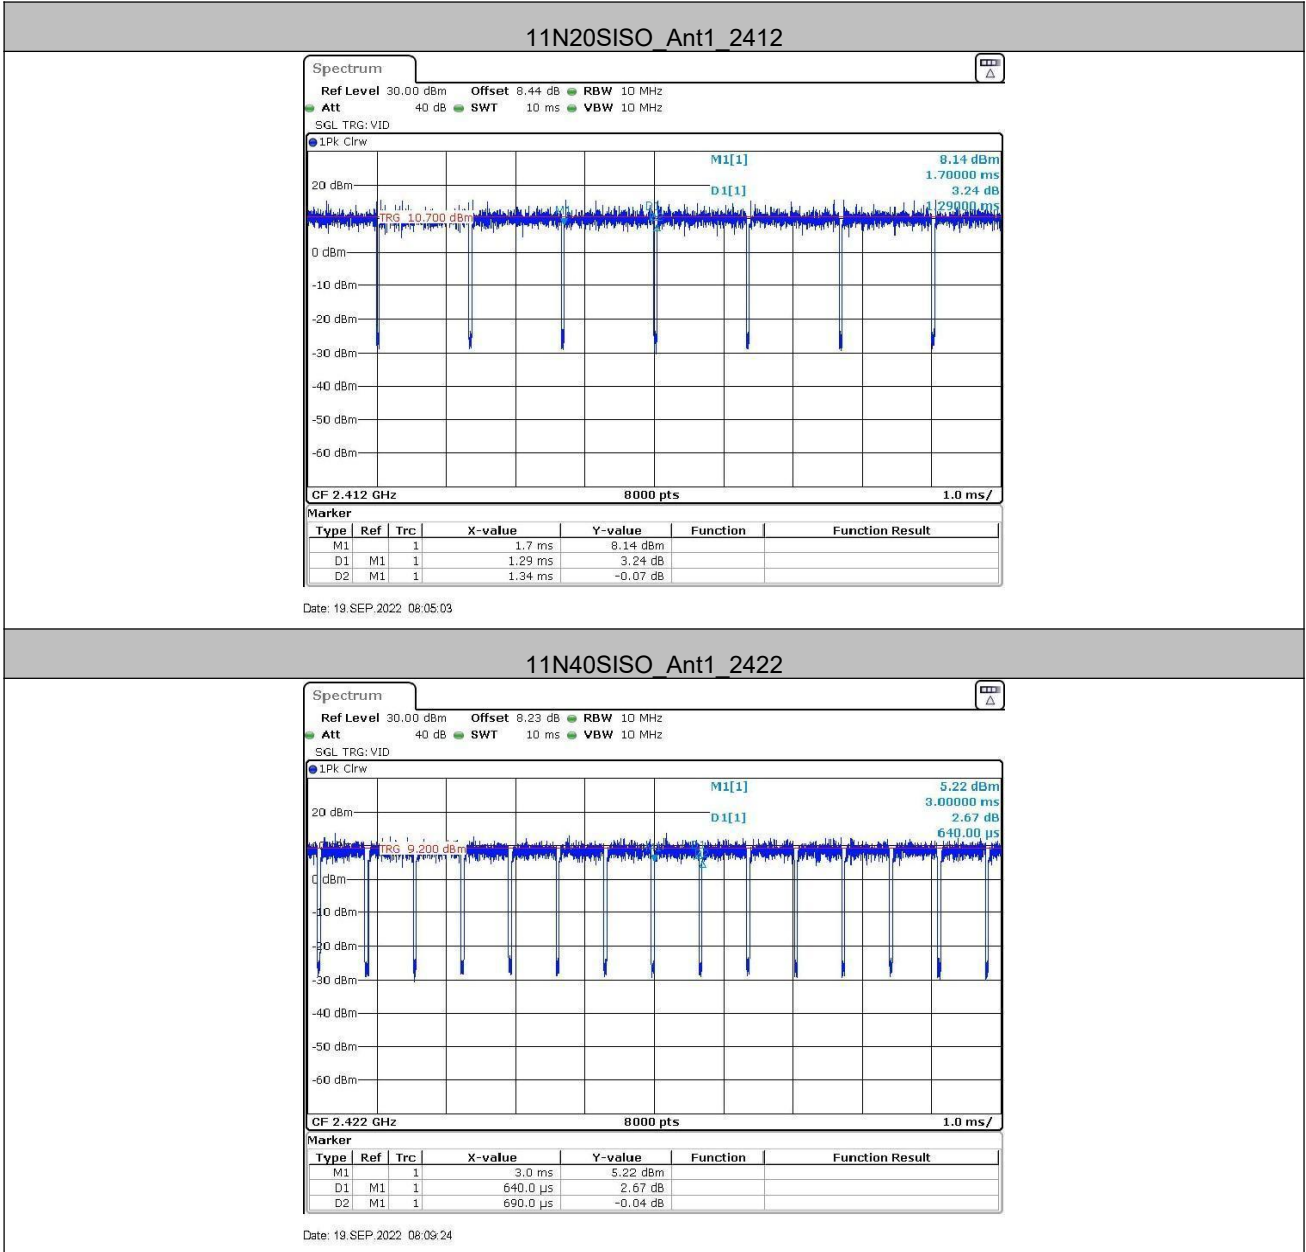 11N20SISO_Ant1_2412
Spectrum
Ref Level 30.00 dBm Offset 8.44 dB RBW 10 MHz
Att 40 dB SWT 10 ms VBW 10 MHz
SGL TRG: VID
1Pk Clrw
M1[1] 8.14 dBm
1.70000 ms
20 dBm D1[1] 3.24 dB
1.29000 ms
TRG 10.700 dBm
0 dBm
-10 dBm
-20 dBm
-30 dBm
-40 dBm
-50 dBm
-60 dBm
CF 2.412 GHz 8000 pts 1.0 ms/
Marker
Type Ref Trc X-value Y-value Function Function Result
M1 1 1.7 ms 8.14 dBm
D1 M1 1 1.29 ms 3.24 dB
D2 M1 1 1.34 ms -0.07 dB
Date: 19.SEP.2022 08:05:03
11N40SISO_Ant1_2422
Spectrum
Ref Level 30.00 dBm Offset 8.23 dB RBW 10 MHz
Att 40 dB SWT 10 ms VBW 10 MHz
SGL TRG: VID
1Pk Clrw
M1[1] 5.22 dBm
3.00000 ms
20 dBm D1[1] 2.67 dB
640.00 µs
TRG 9.200 dBm
0 dBm
-10 dBm
-20 dBm
-30 dBm
-40 dBm
-50 dBm
-60 dBm
CF 2.422 GHz 8000 pts 1.0 ms/
Marker
Type Ref Trc X-value Y-value Function Function Result
M1 1 3.0 ms 5.22 dBm
D1 M1 1 640.0 µs 2.67 dB
D2 M1 1 690.0 µs -0.04 dB
Date: 19.SEP.2022 08:09:24